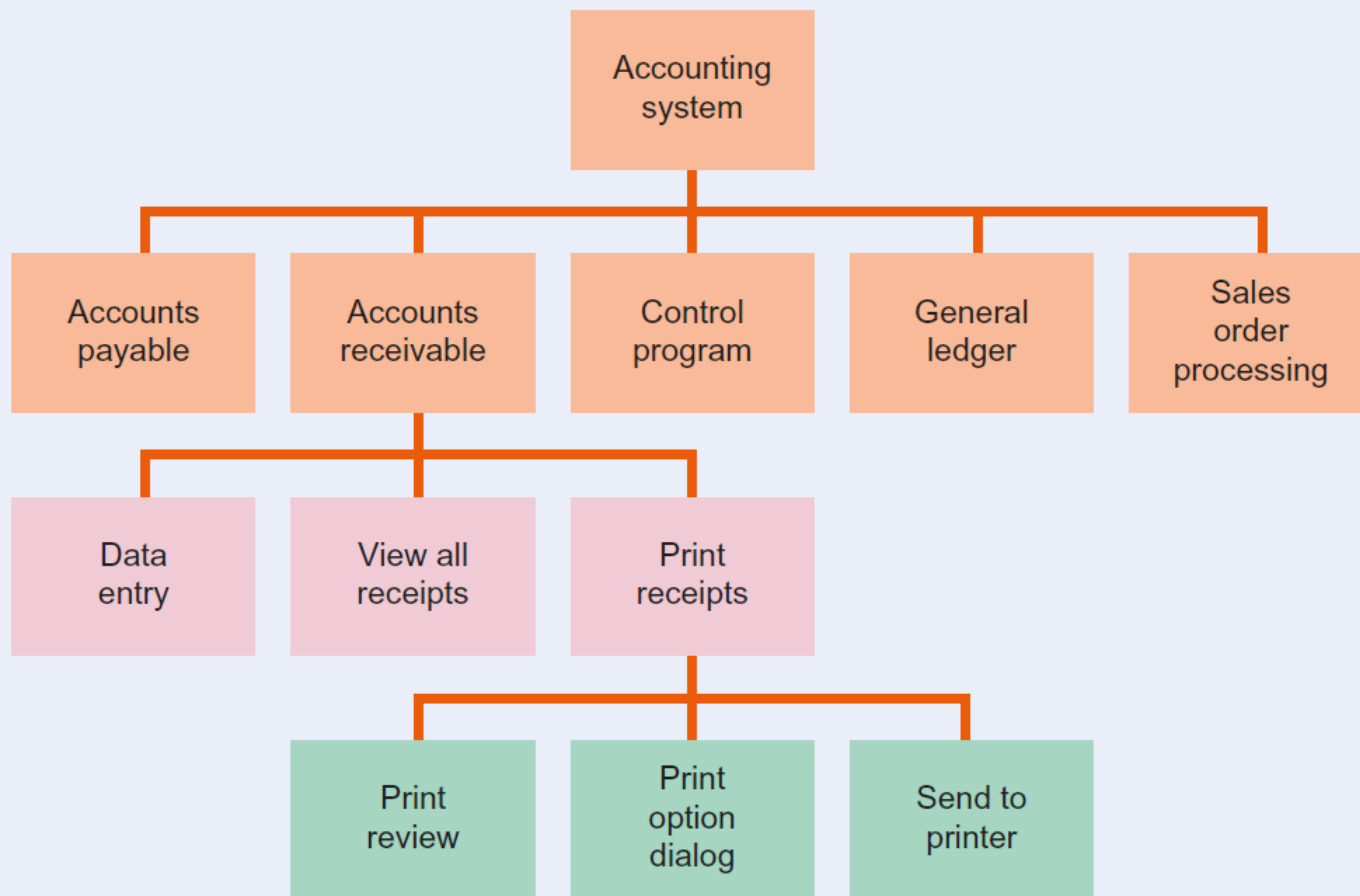 Accounting
system
Accounts
payable
Accounts
receivable
Control
program
General
ledger
Sales
order
processing
Data
entry
View all
receipts
Print
receipts
Print
review
Print
option
dialog
Send to
printer